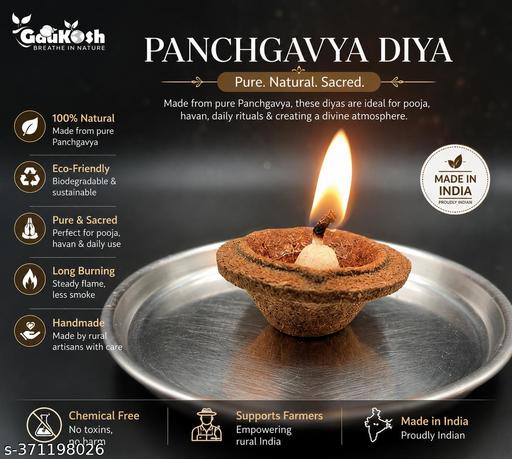 GauKosh
BREATHE IN NATURE
PANCHGAVYA DIYA
Pure. Natural. Sacred.
Made from pure Panchgavya, these diyas are ideal for pooja,
havan, daily rituals & creating a divine atmosphere.
100% Natural
Made from pure
Panchgavya
Eco-Friendly
Biodegradable &
sustainable
Pure & Sacred
Perfect for pooja,
havan & daily use
Long Burning
Steady flame,
less smoke
Handmade
Made by rural
artisans with care
MADE IN
INDIA
PROUDLY INDIAN
Chemical Free
No toxins,
no harm
Supports Farmers
Empowering
rural India
Made in India
Proudly Indian
s-371198026